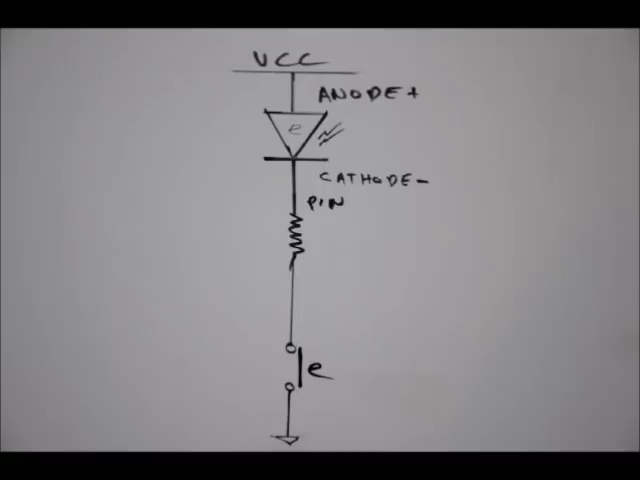 VCC
ANODE+
e
CATHODE-
PIN
e